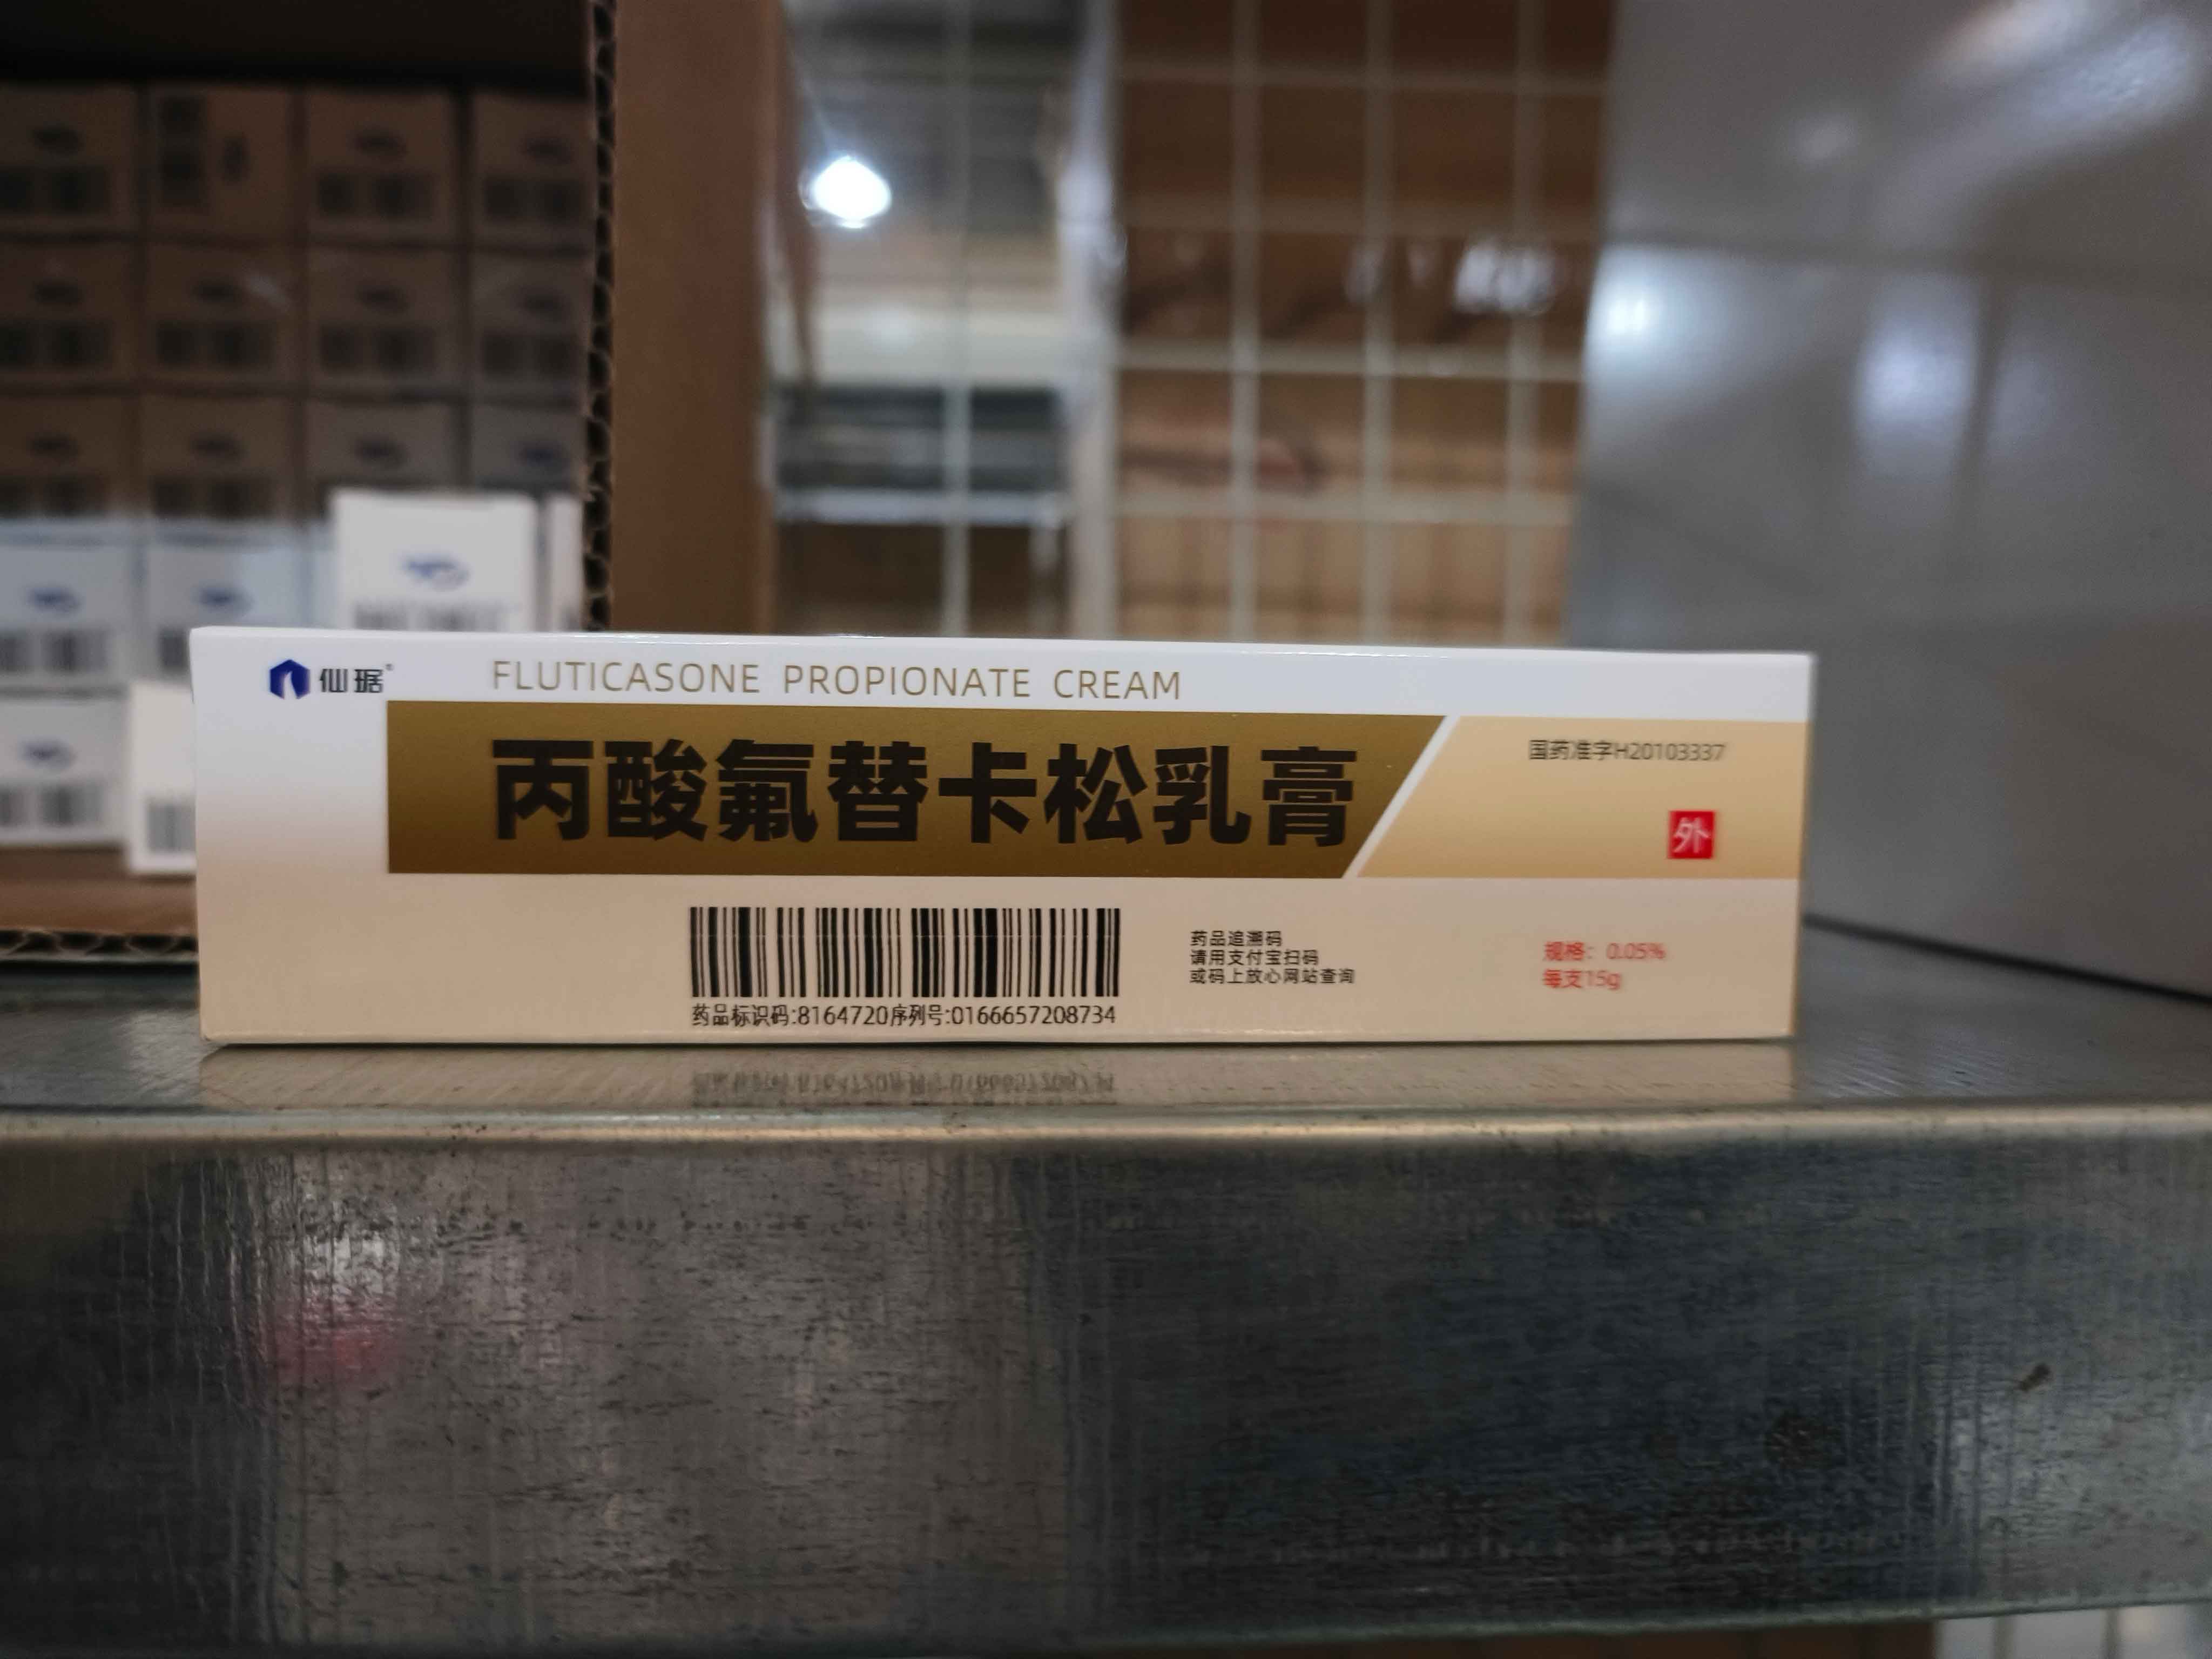 仙琚®
FLUTICASONE PROPIONATE CREAM
丙酸氟替卡松乳膏
国药准字H20103337
外
药品追溯码
请用支付宝扫码
或码上放心网站查询
规格：0.05%
每支15g
药品标识码:8164720序列号:0166657208734